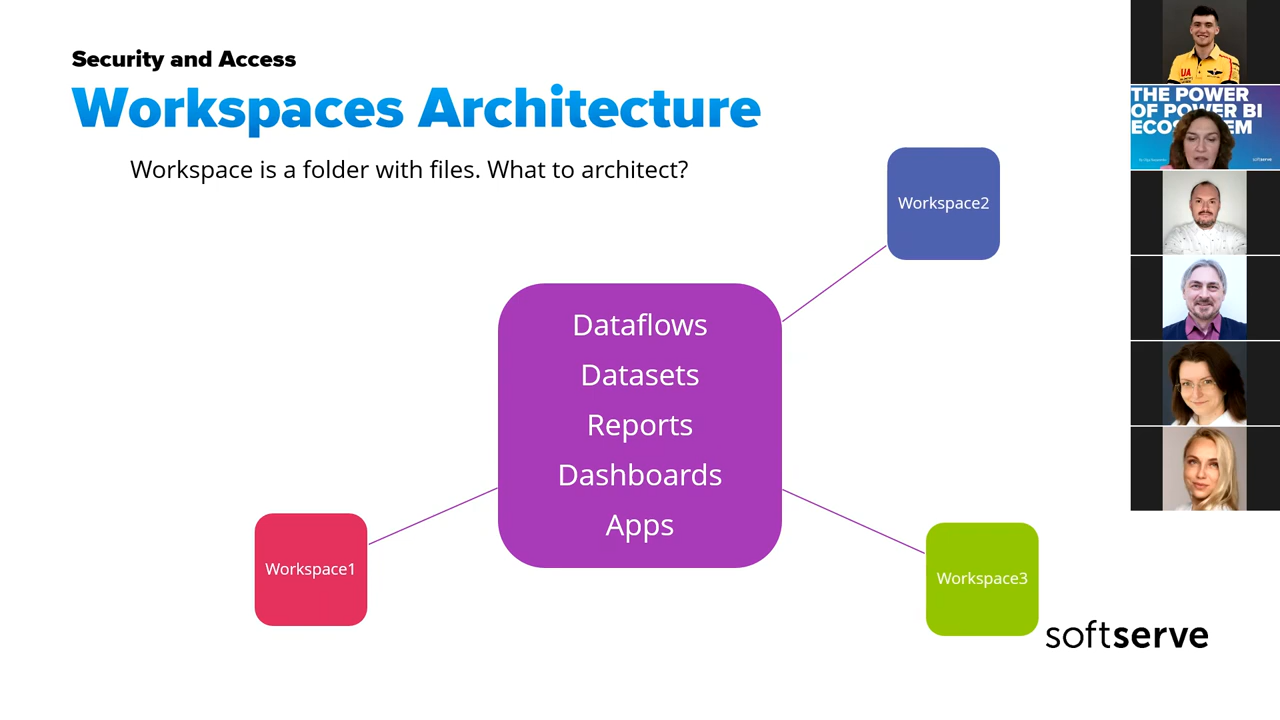 Security and Access
Workspaces Architecture
Workspace is a folder with files. What to architect?
Workspace2
Dataflows
Datasets
Reports
Dashboards
Apps
Workspace1
Workspace3
softserve
UA
THE POWER
OF POWER BI
softserve